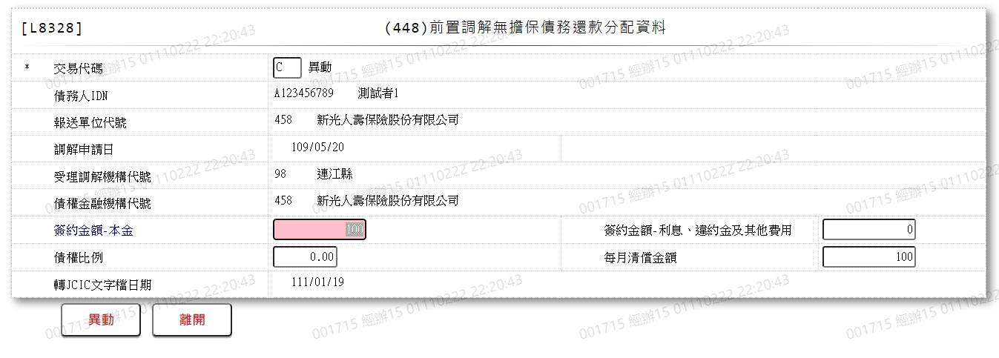 [L8328] (448)前置調解無擔保債務還款分配資料
* 交易代碼 C 異動
債務人IDN A123456789 測試者1
報送單位代號 458 新光人壽保險股份有限公司
調解申請日 109/05/20
受理調解機構代號 98 連江縣
債權金融機構代號 458 新光人壽保險股份有限公司
簽約金額-本金 100 簽約金額-利息、違約金及其他費用 0
債權比例 0.00 每月清償金額 100
轉JCIC文字檔日期 111/01/19
異動 離開
001715 經辦15 01110222 22:20:43